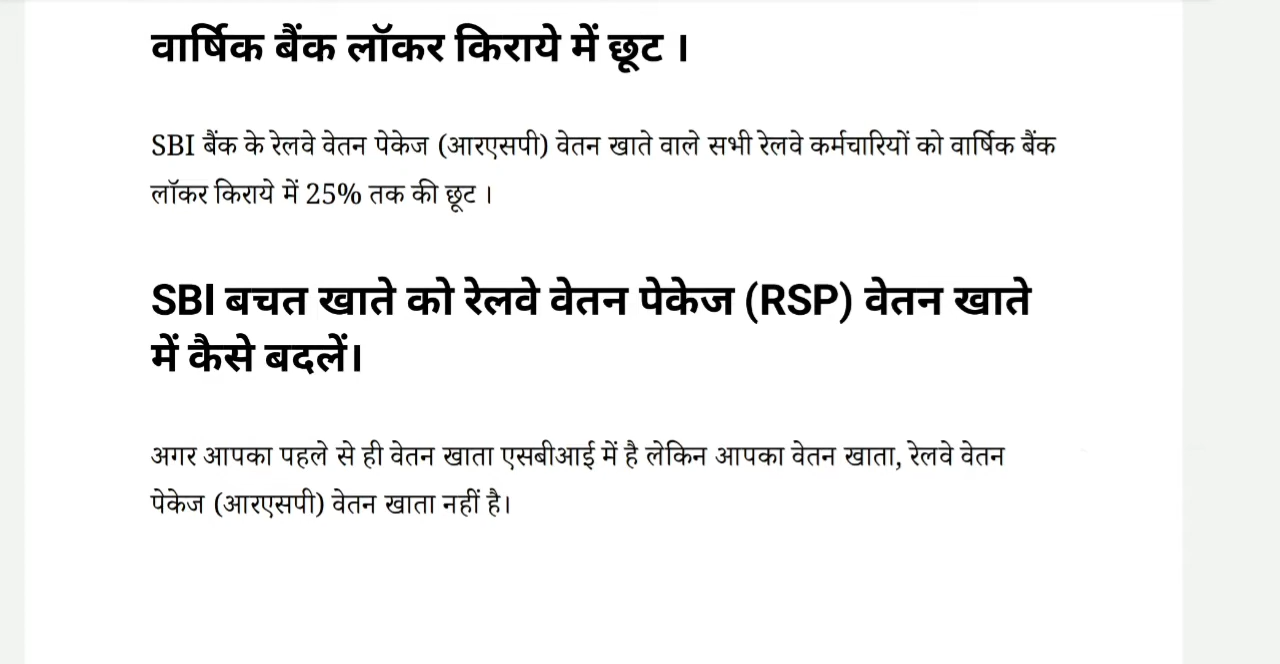 वार्षिक बैंक लॉकर किराये में छूट ।
SBI बैंक के रेलवे वेतन पेकेज (आरएसपी) वेतन खाते वाले सभी रेलवे कर्मचारियों को वार्षिक बैंक
लॉकर किराये में 25% तक की छूट ।
SBI बचत खाते को रेलवे वेतन पेकेज (RSP) वेतन खाते
में कैसे बदलें।
अगर आपका पहले से ही वेतन खाता एसबीआई में है लेकिन आपका वेतन खाता, रेलवे वेतन
पेकेज (आरएसपी) वेतन खाता नहीं है।